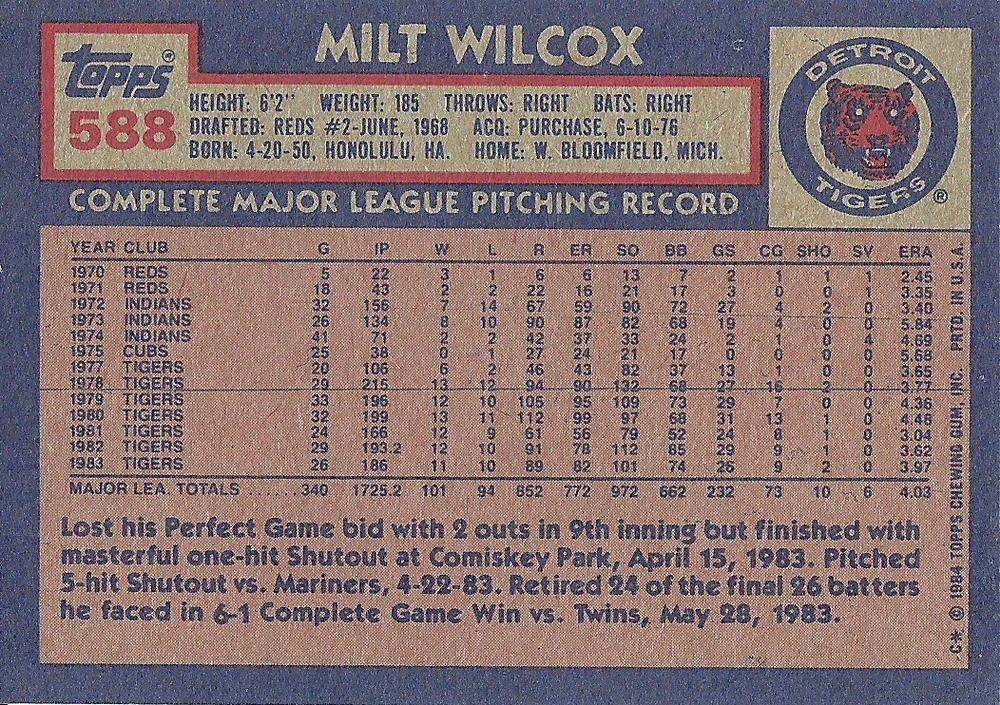 MILT WILCOX
topps®
588
HEIGHT: 6'2" WEIGHT: 185 THROWS: RIGHT BATS: RIGHT
DRAFTED: REDS #2-JUNE, 1968 ACQ: PURCHASE, 6-10-76
BORN: 4-20-50, HONOLULU, HA. HOME: W. BLOOMFIELD, MICH.
DETROIT
TIGERS®
COMPLETE MAJOR LEAGUE PITCHING RECORD
YEAR CLUB G IP W L R ER SO BB GS CG SHO SV ERA
1970 REDS 5 22 3 1 6 6 13 7 2 1 1 1 2.45
1971 REDS 18 43 2 2 22 16 21 17 3 0 0 1 3.35
1972 INDIANS 32 156 7 14 67 59 90 72 27 4 2 0 3.40
1973 INDIANS 26 134 8 10 90 87 82 68 19 4 0 0 5.84
1974 INDIANS 41 71 2 2 42 37 33 24 2 1 0 4 4.69
1975 CUBS 25 38 0 1 27 24 21 17 0 0 0 0 5.68
1977 TIGERS 20 106 6 2 46 43 82 37 13 1 0 0 3.65
1978 TIGERS 29 215 13 12 94 90 132 68 27 16 2 0 3.77
1979 TIGERS 33 196 12 10 105 95 109 73 29 7 0 0 4.36
1980 TIGERS 32 199 13 11 112 99 97 68 31 13 1 0 4.48
1981 TIGERS 24 166 12 9 61 56 79 52 24 8 1 0 3.04
1982 TIGERS 29 193.2 12 10 91 78 112 85 29 9 1 0 3.62
1983 TIGERS 26 186 11 10 89 82 101 74 26 9 2 0 3.97
MAJOR LEA. TOTALS ...... 340 1725.2 101 94 852 772 972 662 232 73 10 6 4.03
Lost his Perfect Game bid with 2 outs in 9th inning but finished with
masterful one-hit Shutout at Comiskey Park, April 15, 1983. Pitched
5-hit Shutout vs. Mariners, 4-22-83. Retired 24 of the final 26 batters
he faced in 6-1 Complete Game Win vs. Twins, May 28, 1983.
C* © 1984 TOPPS CHEWING GUM, INC. PRTD. IN U.S.A.